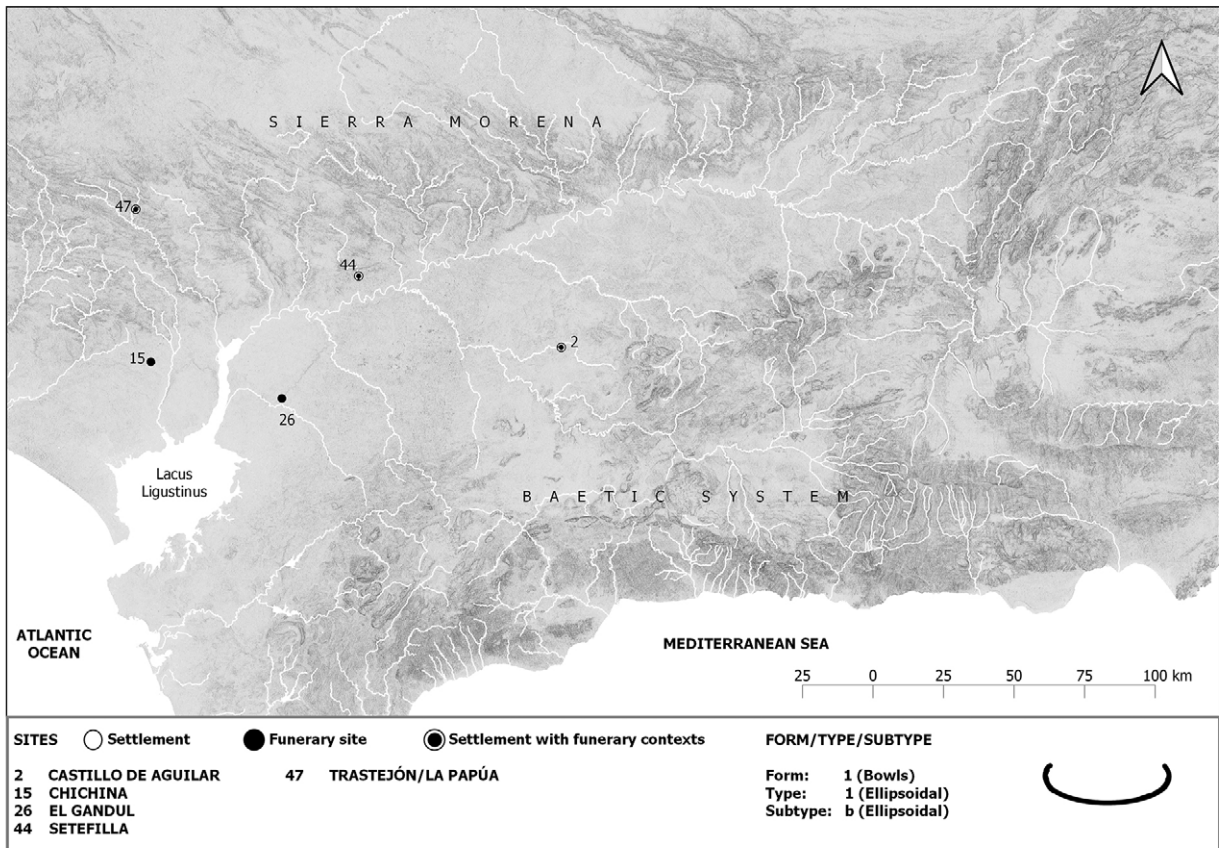 SIERRA MORENA
47
44
2
15
26
Lacus
Ligustinus
BAETIC SYSTEM
ATLANTIC
OCEAN
MEDITERRANEAN SEA
25 0 25 50 75 100 km
SITES Settlement Funerary site Settlement with funerary contexts
2 CASTILLO DE AGUILAR
15 CHICHINA
26 EL GANDUL
44 SETEFILLA
47 TRASTEJÓN/LA PAPÚA
FORM/TYPE/SUBTYPE
Form: 1 (Bowls)
Type: 1 (Ellipsoidal)
Subtype: b (Ellipsoidal)